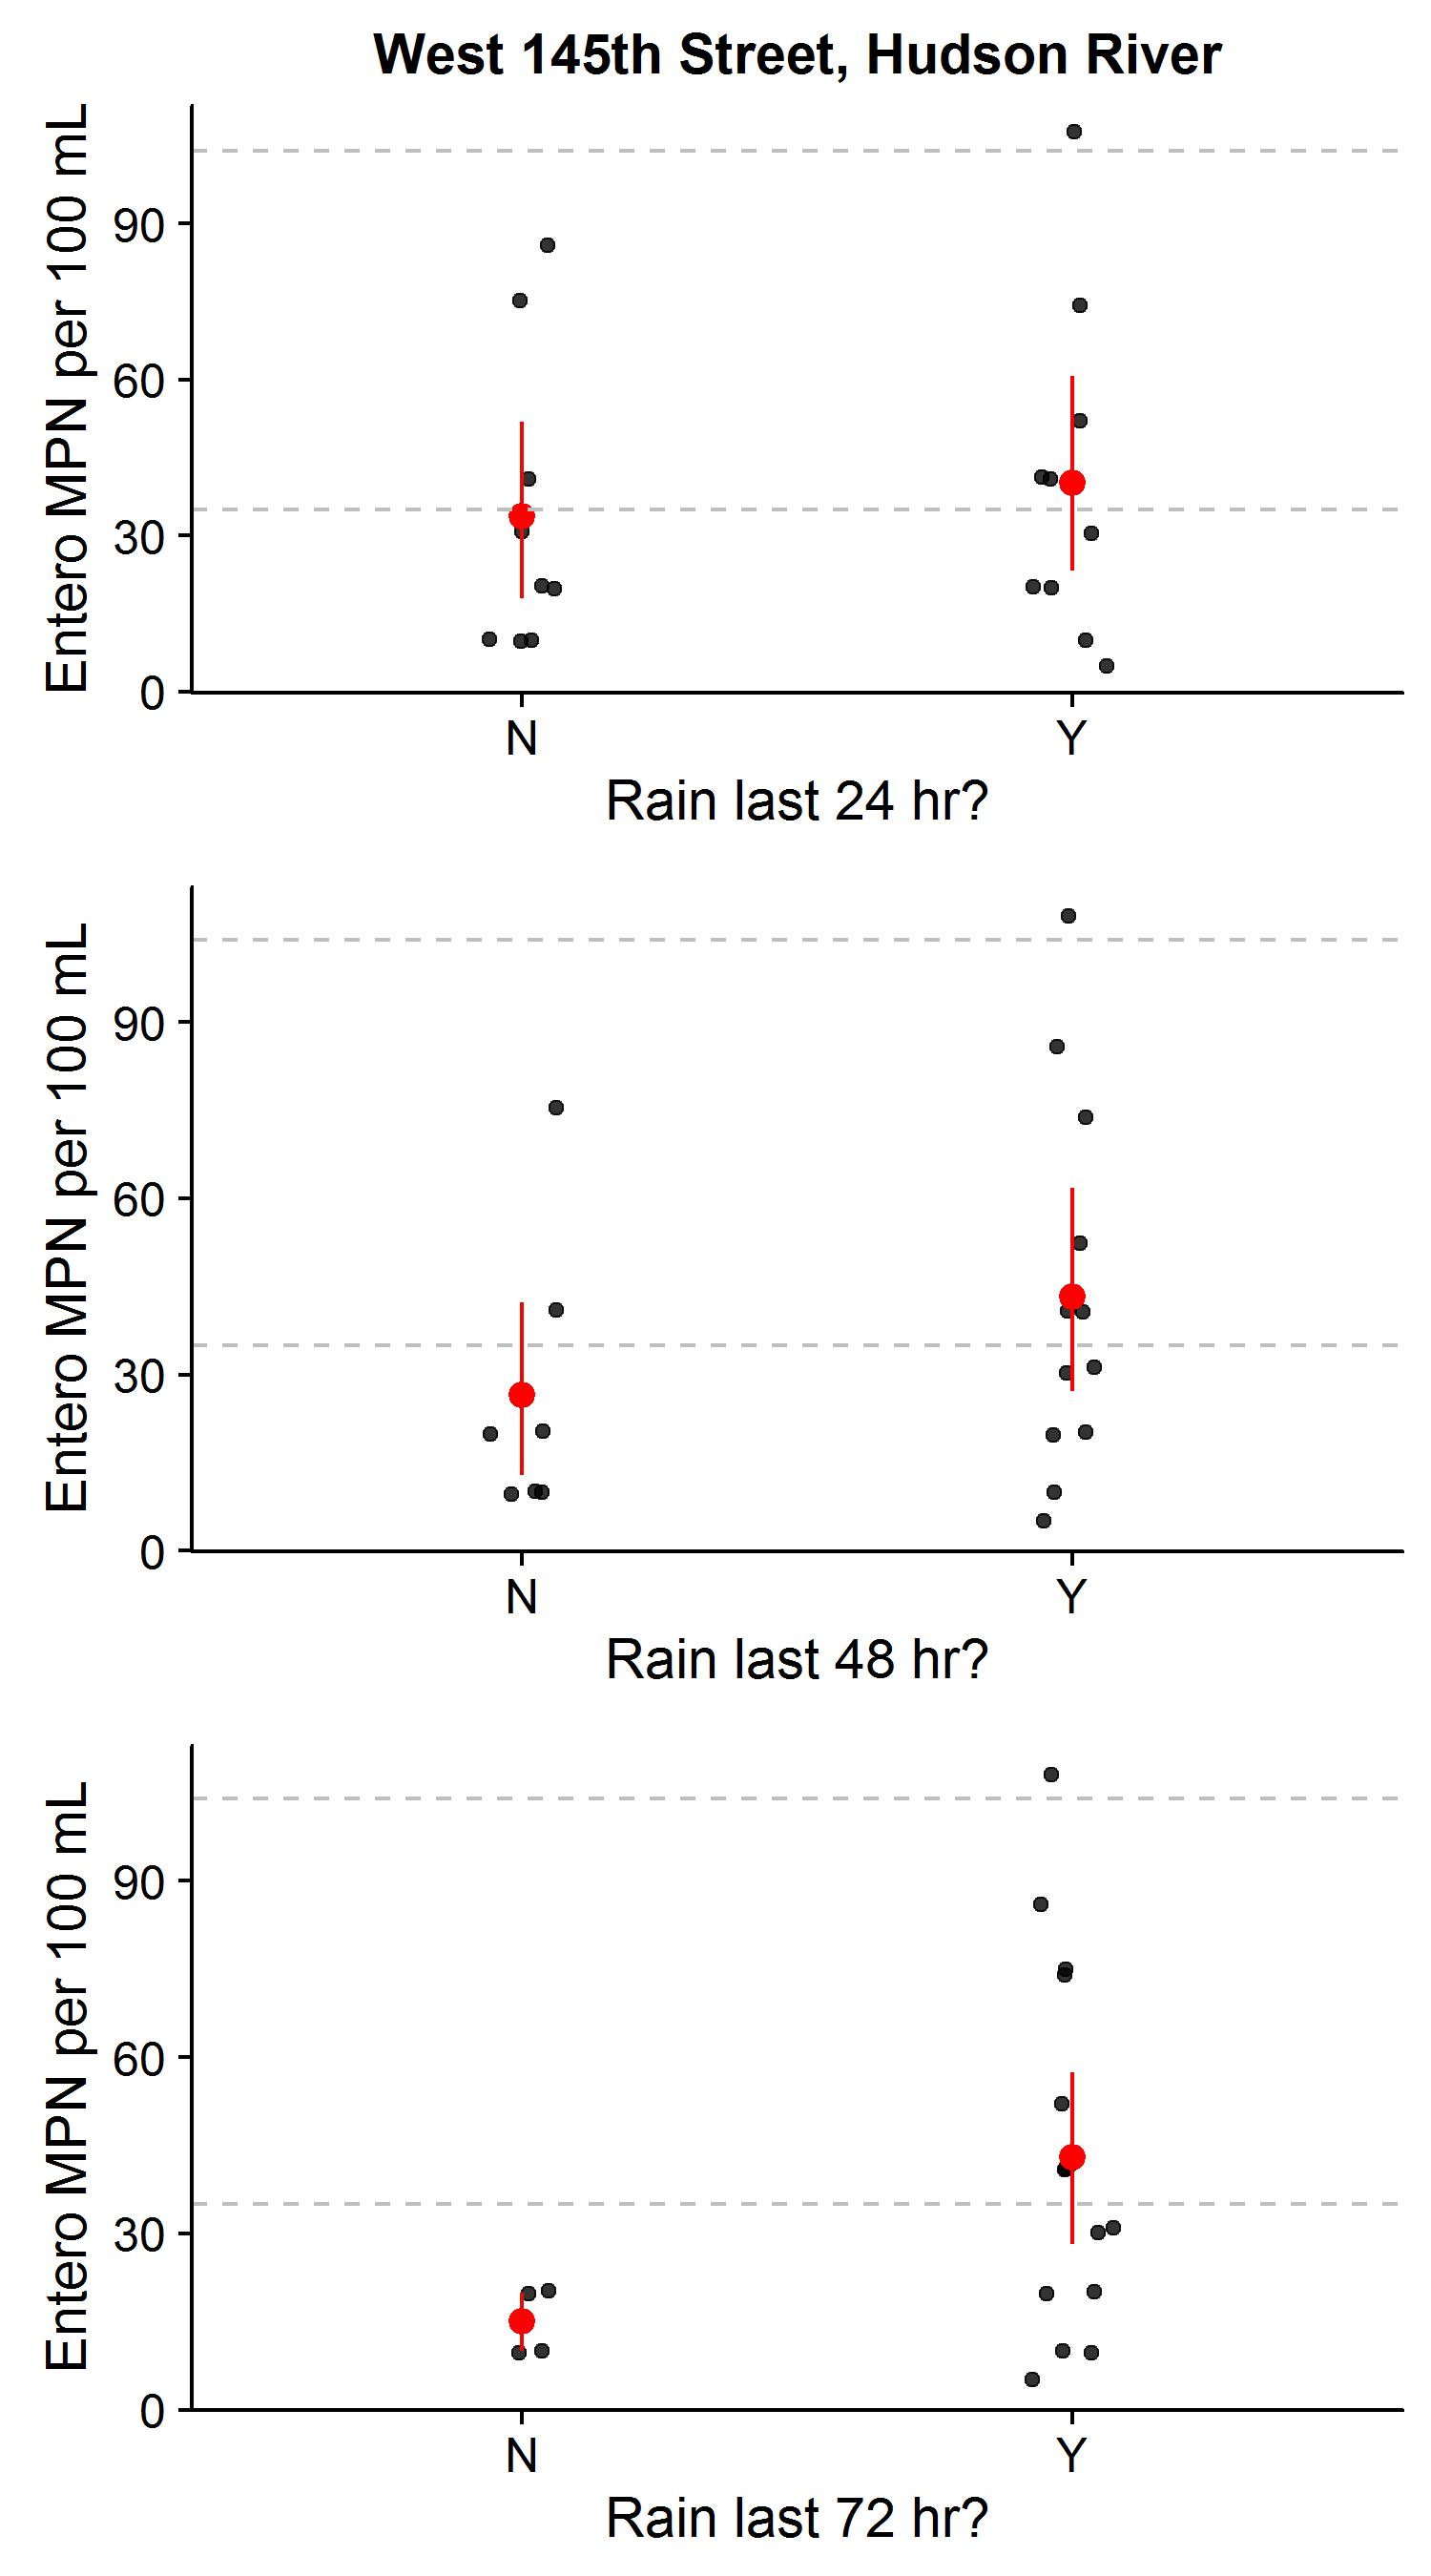 West 145th Street, Hudson River
Entero MPN per 100 mL
90
60
30
0
N Y
Rain last 24 hr?
Entero MPN per 100 mL
90
60
30
0
N Y
Rain last 48 hr?
Entero MPN per 100 mL
90
60
30
0
N Y
Rain last 72 hr?